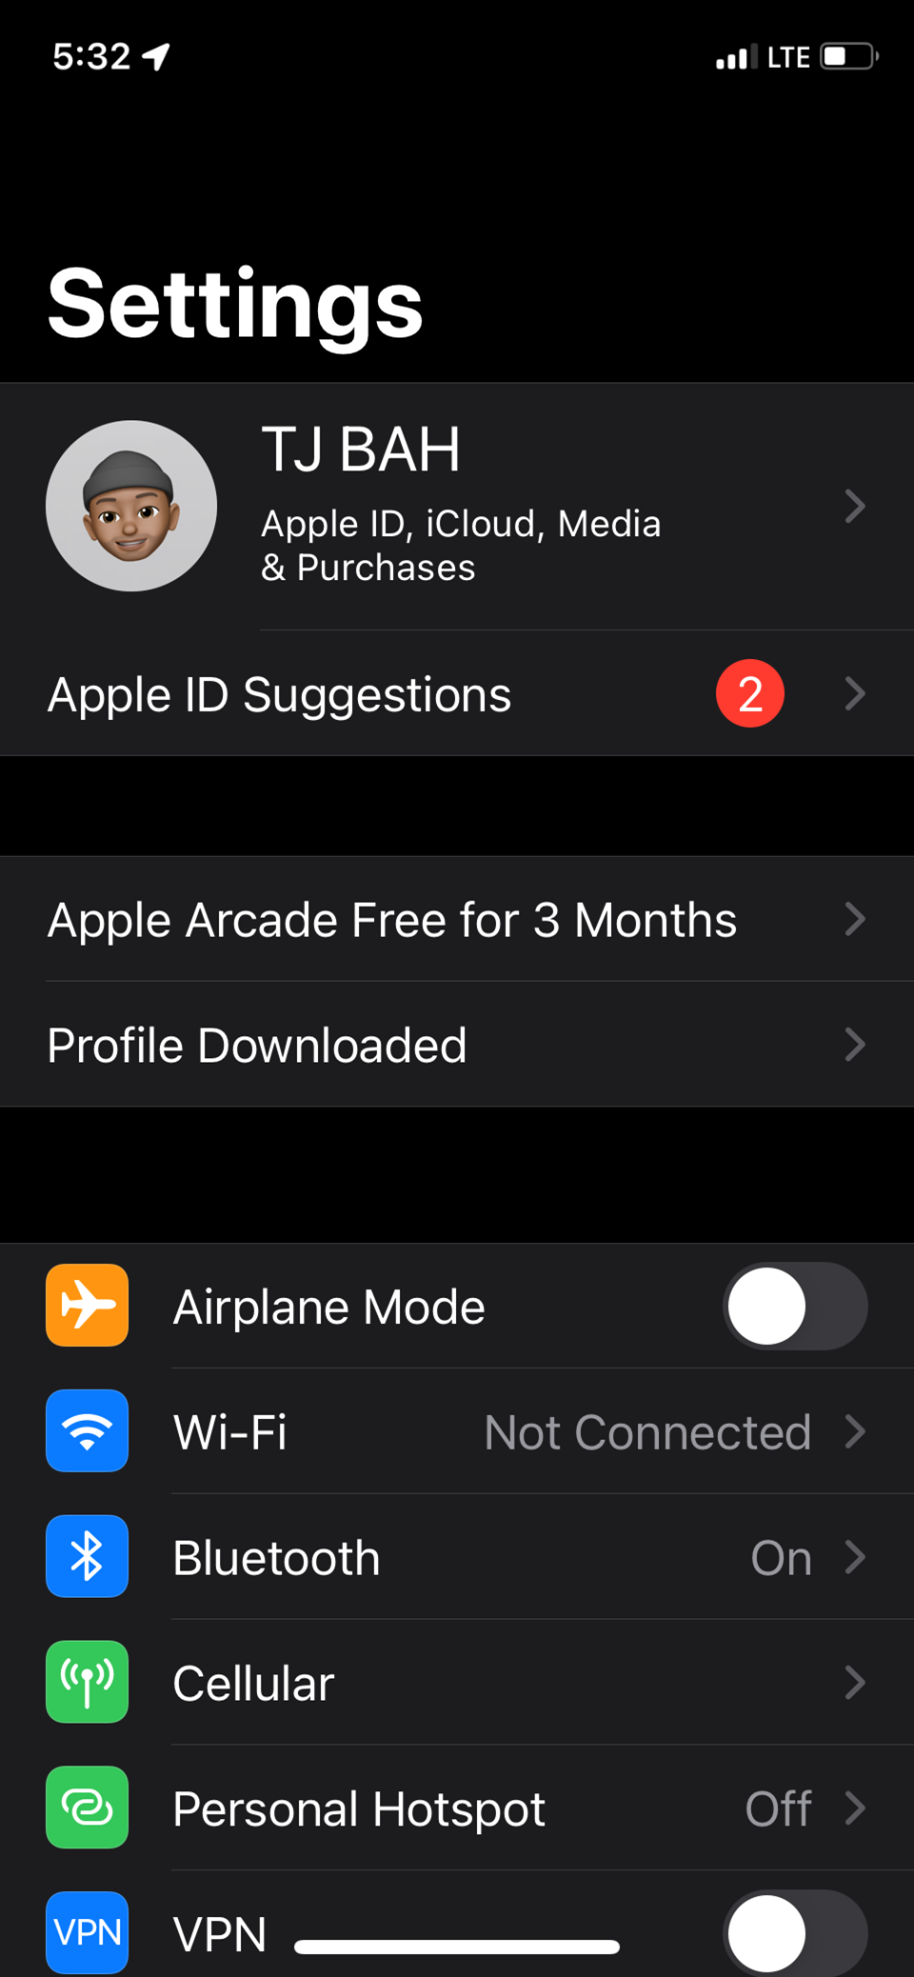 5:32 LTE
Settings
TJ BAH
Apple ID, iCloud, Media
& Purchases
Apple ID Suggestions 2
Apple Arcade Free for 3 Months
Profile Downloaded
Airplane Mode
Wi-Fi Not Connected
Bluetooth On
Cellular
Personal Hotspot Off
VPN VPN